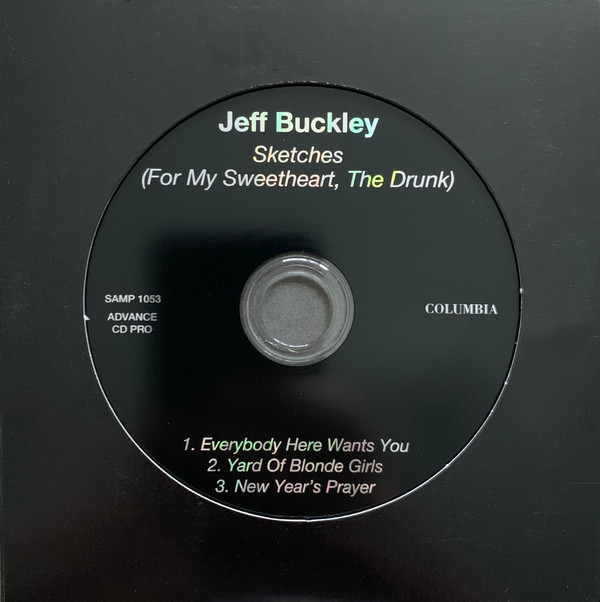 Jeff Buckley
Sketches
(For My Sweetheart, The Drunk)
SAMP 1053
ADVANCE
CD PRO
COLUMBIA
1. Everybody Here Wants You
2. Yard Of Blonde Girls
3. New Year's Prayer